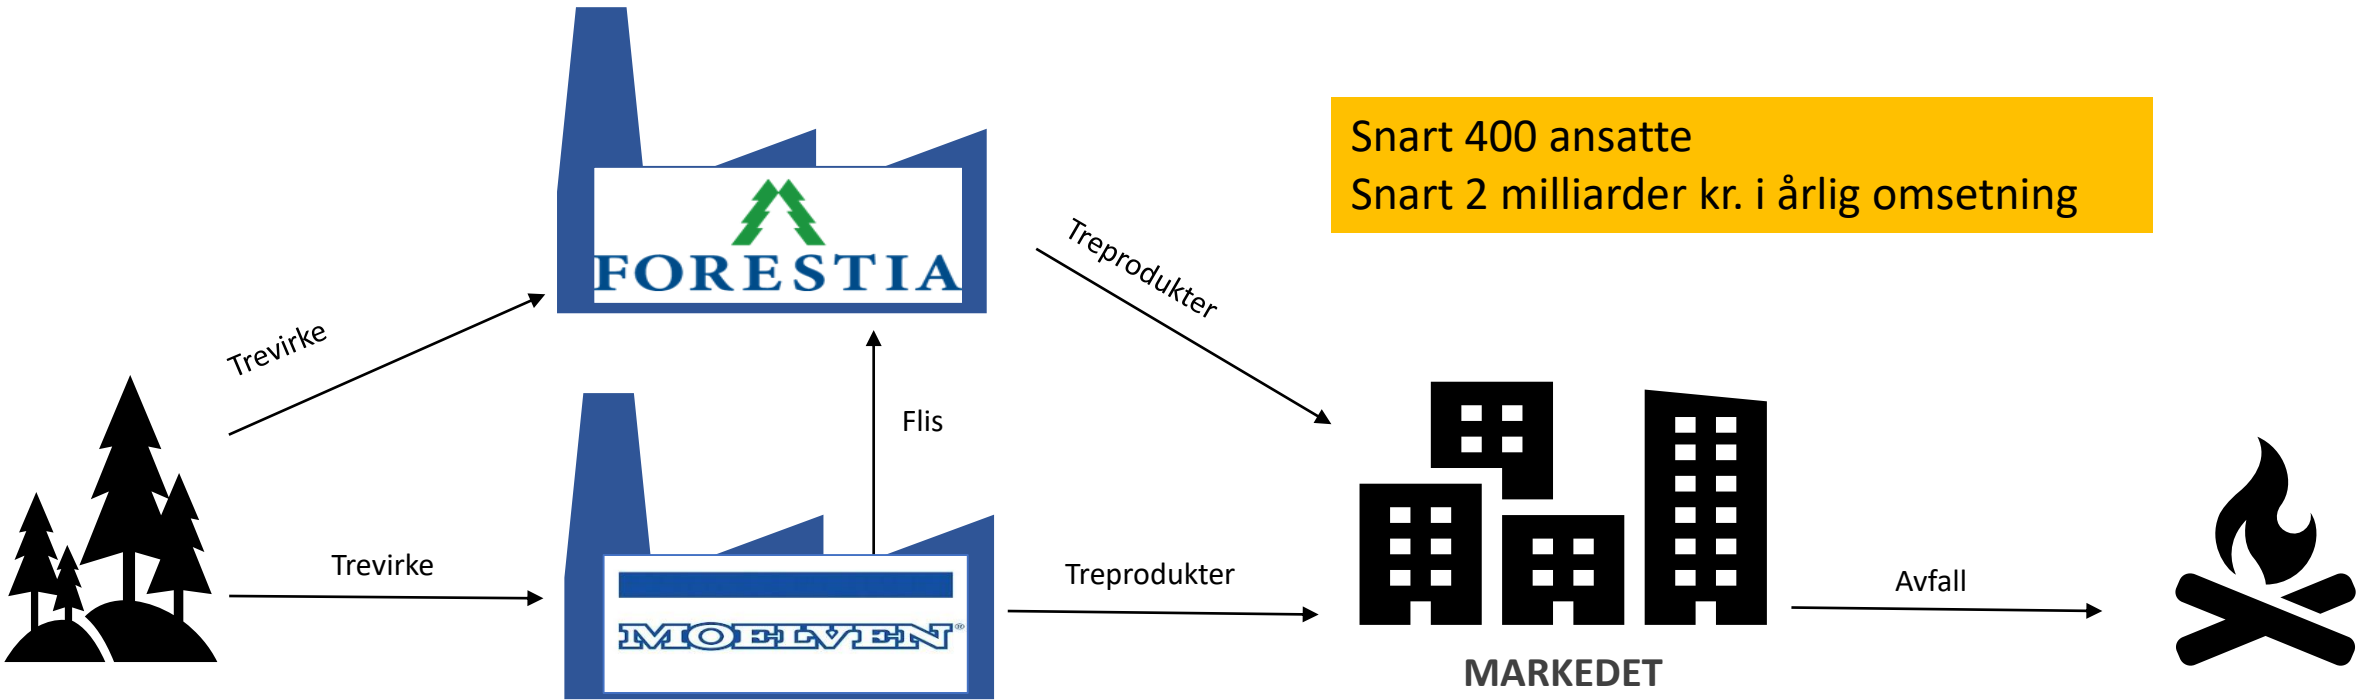 Snart 400 ansatte
Snart 2 milliarder kr. i årlig omsetning
FORESTIA
Treprodukter
Trevirke
Flis
Trevirke
Treprodukter
Avfall
MOELVEN®
MARKEDET